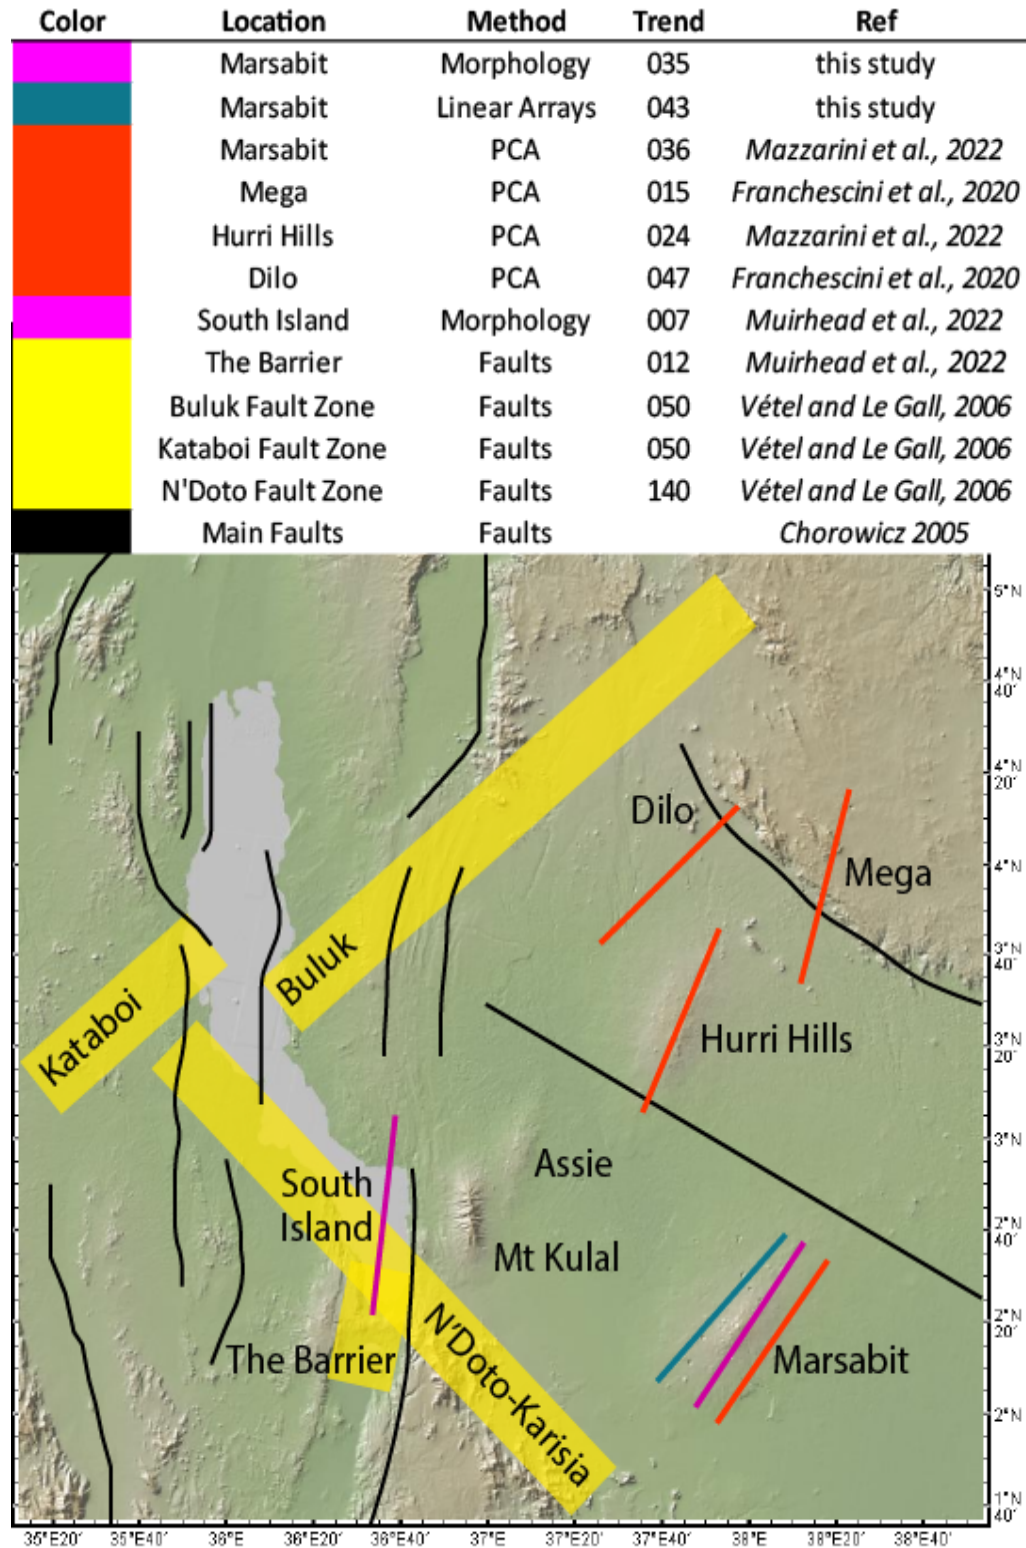 Color Location Method Trend Ref
Marsabit Morphology 035 this study
Marsabit Linear Arrays 043 this study
Marsabit PCA 036 Mazzarini et al., 2022
Mega PCA 015 Franchescini et al., 2020
Hurri Hills PCA 024 Mazzarini et al., 2022
Dilo PCA 047 Franchescini et al., 2020
South Island Morphology 007 Muirhead et al., 2022
The Barrier Faults 012 Muirhead et al., 2022
Buluk Fault Zone Faults 050 Vétel and Le Gall, 2006
Kataboi Fault Zone Faults 050 Vétel and Le Gall, 2006
N'Doto Fault Zone Faults 140 Vétel and Le Gall, 2006
Main Faults Faults Chorowicz 2005
5°N
4°N
40'
4°N
20'
Dilo
4°N
Mega
Buluk
3°N
40'
Kataboi
Hurri Hills
3°N
20'
3°N
Assie
South
Island
2°N
40'
Mt Kulal
2°N
20'
N'Doto-Karisia
The Barrier
Marsabit
2°N
1°N
40'
35°E20' 35°E40' 36°E 36°E20' 36°E40' 37°E 37°E20' 37°E40' 38°E 38°E20' 38°E40'